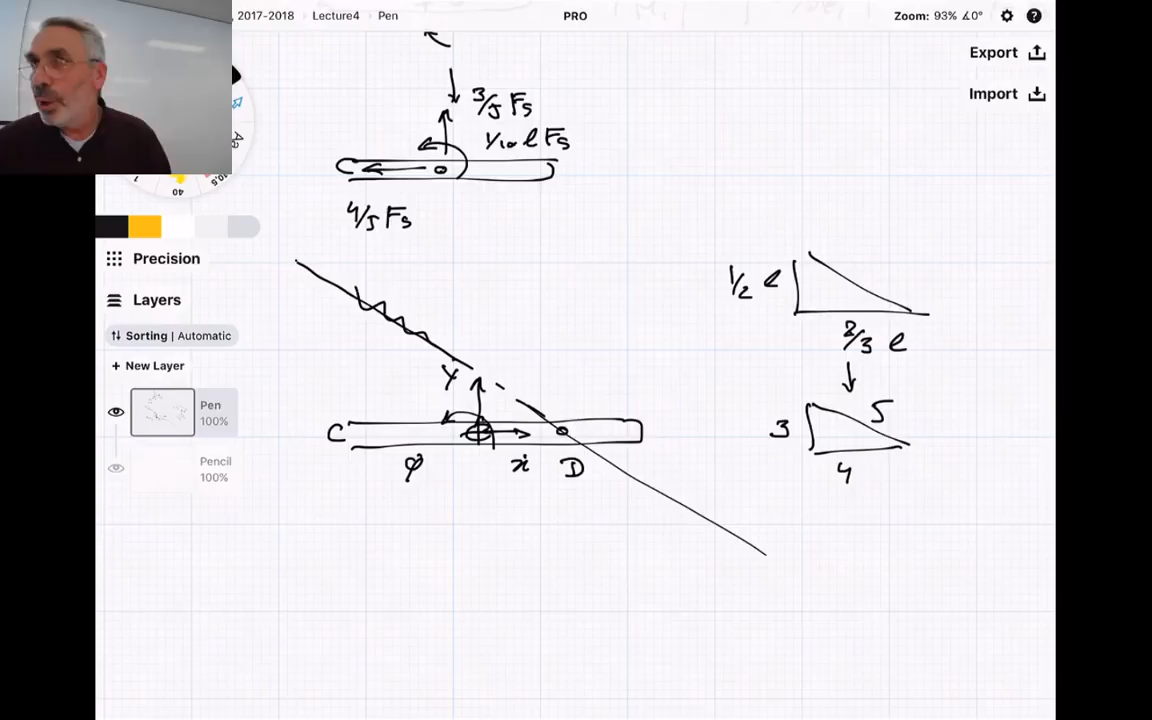 , 2017-2018 | Lecture4 | Pen
PRO
Zoom: 93% ∡0°
Export
Import
3/5 Fs
1/10 l Fs
C
4/5 Fs
Precision
Layers
Sorting | Automatic
+ New Layer
Pen
100%
Pencil
100%
40
1/2 l
2/3 l
3
5
4
Y
C
φ
ẋ
D